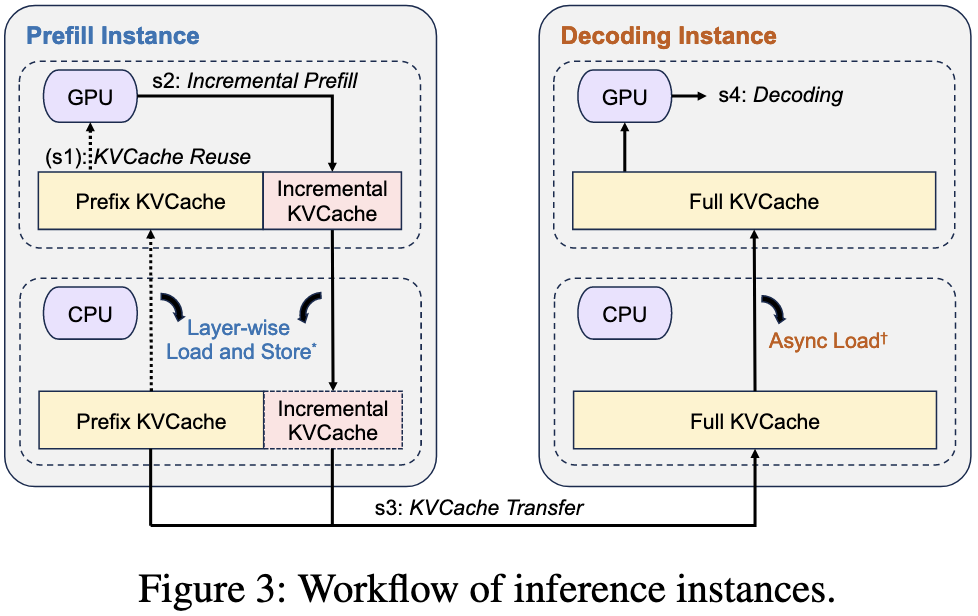 Prefill Instance
GPU
s2: Incremental Prefill
(s1): KVCache Reuse
Prefix KVCache
Incremental
KVCache
CPU
Layer-wise
Load and Store*
Prefix KVCache
Incremental
KVCache
Decoding Instance
GPU
s4: Decoding
Full KVCache
CPU
Async Load†
Full KVCache
s3: KVCache Transfer
Figure 3: Workflow of inference instances.